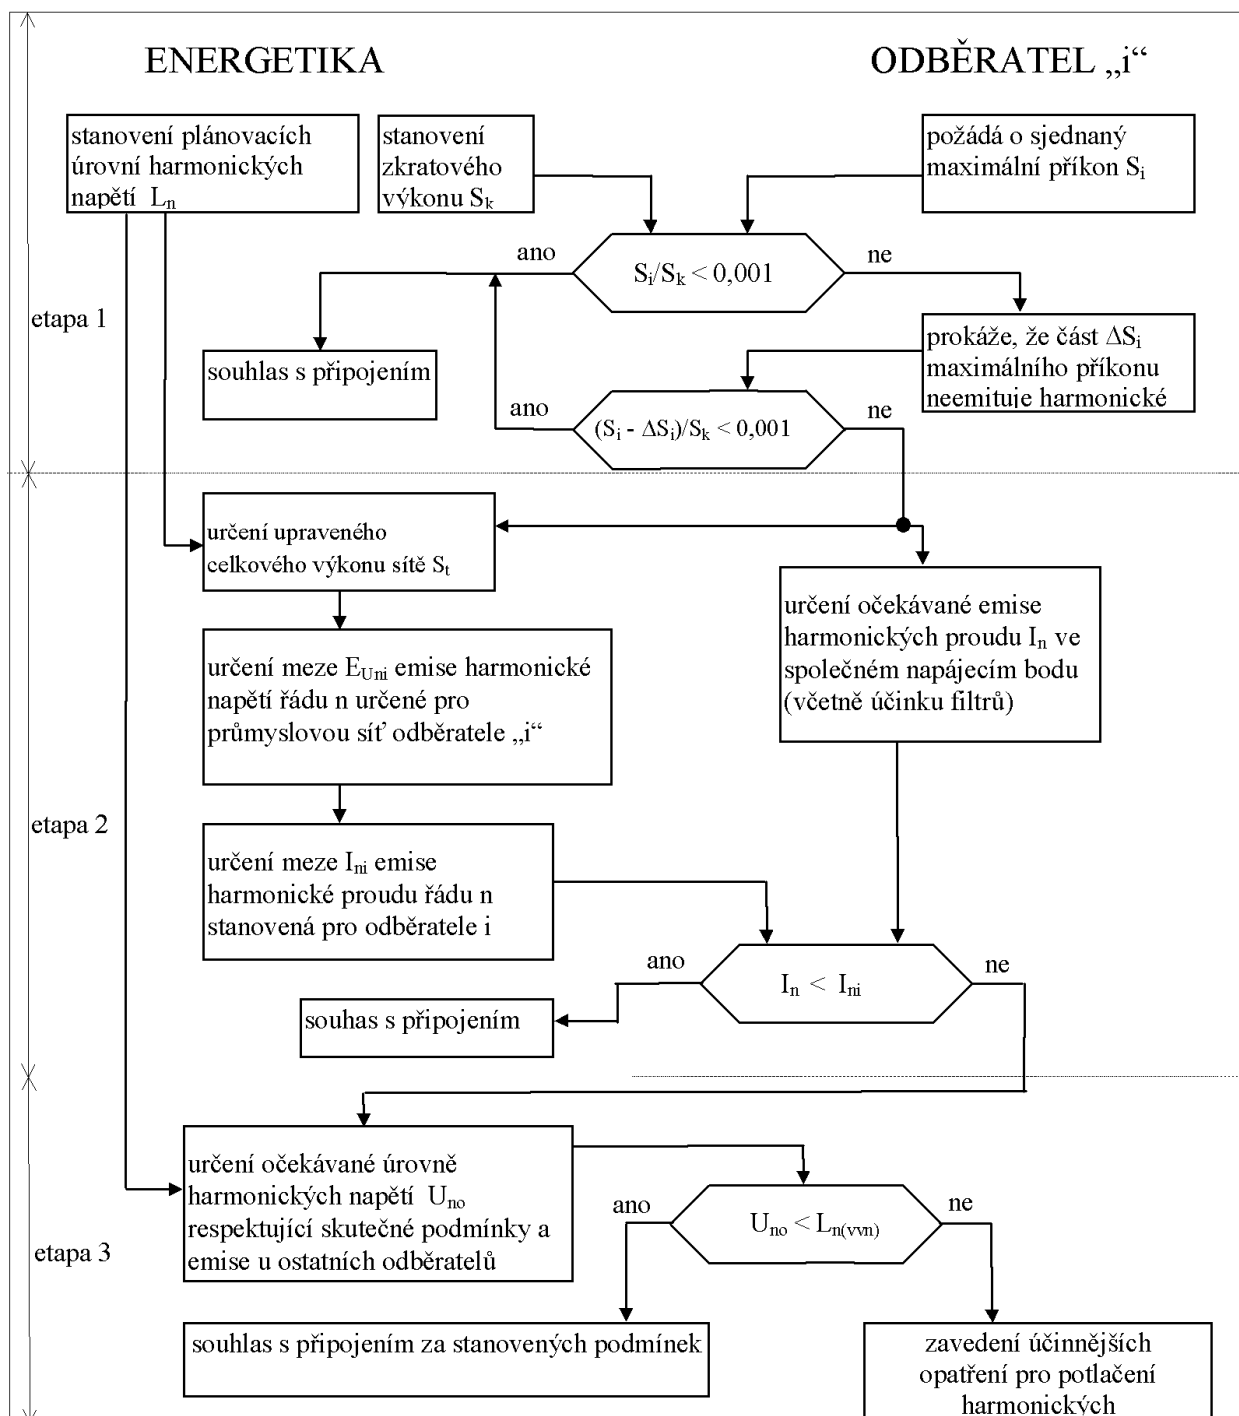 ENERGETIKA
ODBĚRATEL „i“
stanovení plánovacích
úrovní harmonických
napětí L_n
stanovení
zkratového
výkonu S_k
požádá o sjednaný
maximální příkon S_i
ano
S_i/S_k < 0,001
ne
etapa 1
souhlas s připojením
prokáže, že část ΔS_i
maximálního příkonu
neemituje harmonické
ano
(S_i - ΔS_i)/S_k < 0,001
ne
určení upraveného
celkového výkonu sítě S_t
určení očekávané emise
harmonických proudu I_n ve
společném napájecím bodu
(včetně účinku filtrů)
určení meze E_Uni emise harmonické
napětí řádu n určené pro
průmyslovou síť odběratele „i“
etapa 2
určení meze I_ni emise
harmonické proudu řádu n
stanovená pro odběratele i
ano
I_n < I_ni
ne
souhas s připojením
určení očekávané úrovně
harmonických napětí U_no
respektující skutečné podmínky a
emise u ostatních odběratelů
ano
U_no < L_n(vvn)
ne
etapa 3
souhlas s připojením za stanovených podmínek
zavedení účinnějších
opatření pro potlačení
harmonických